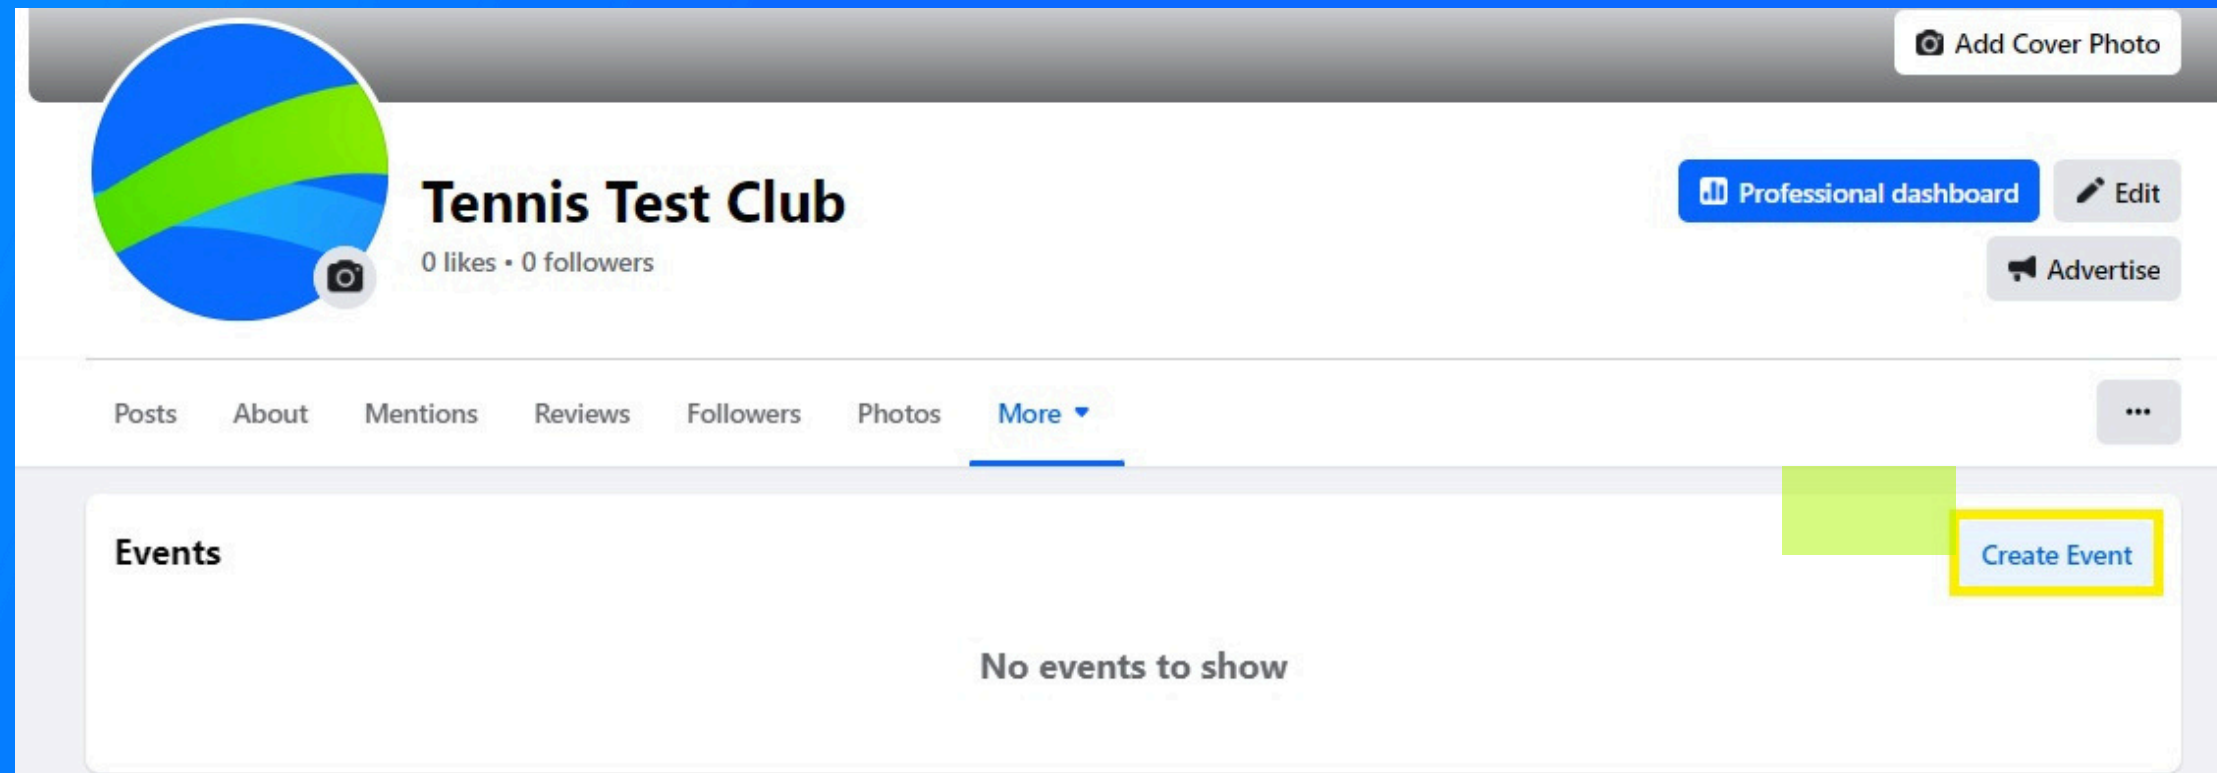 Add Cover Photo
Tennis Test Club
0 likes • 0 followers
Professional dashboard
Edit
Advertise
Posts About Mentions Reviews Followers Photos More
Events
Create Event
No events to show